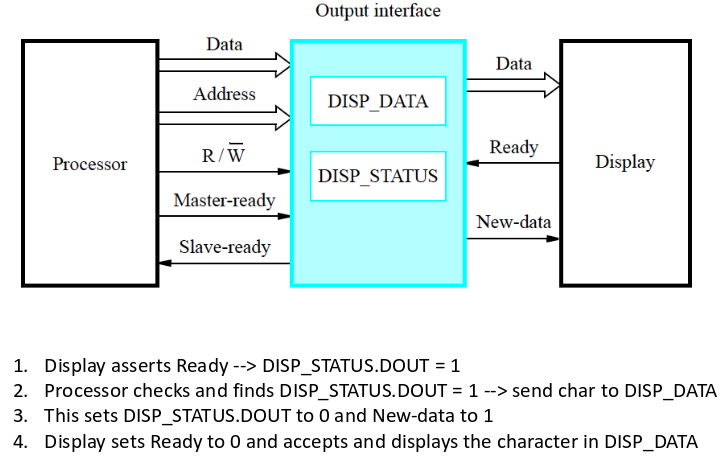 Output interface
Data
Address
R / W̅
Master-ready
Slave-ready
Processor
DISP_DATA
DISP_STATUS
Data
Ready
New-data
Display
1. Display asserts Ready --> DISP_STATUS.DOUT = 1
2. Processor checks and finds DISP_STATUS.DOUT = 1 --> send char to DISP_DATA
3. This sets DISP_STATUS.DOUT to 0 and New-data to 1
4. Display sets Ready to 0 and accepts and displays the character in DISP_DATA